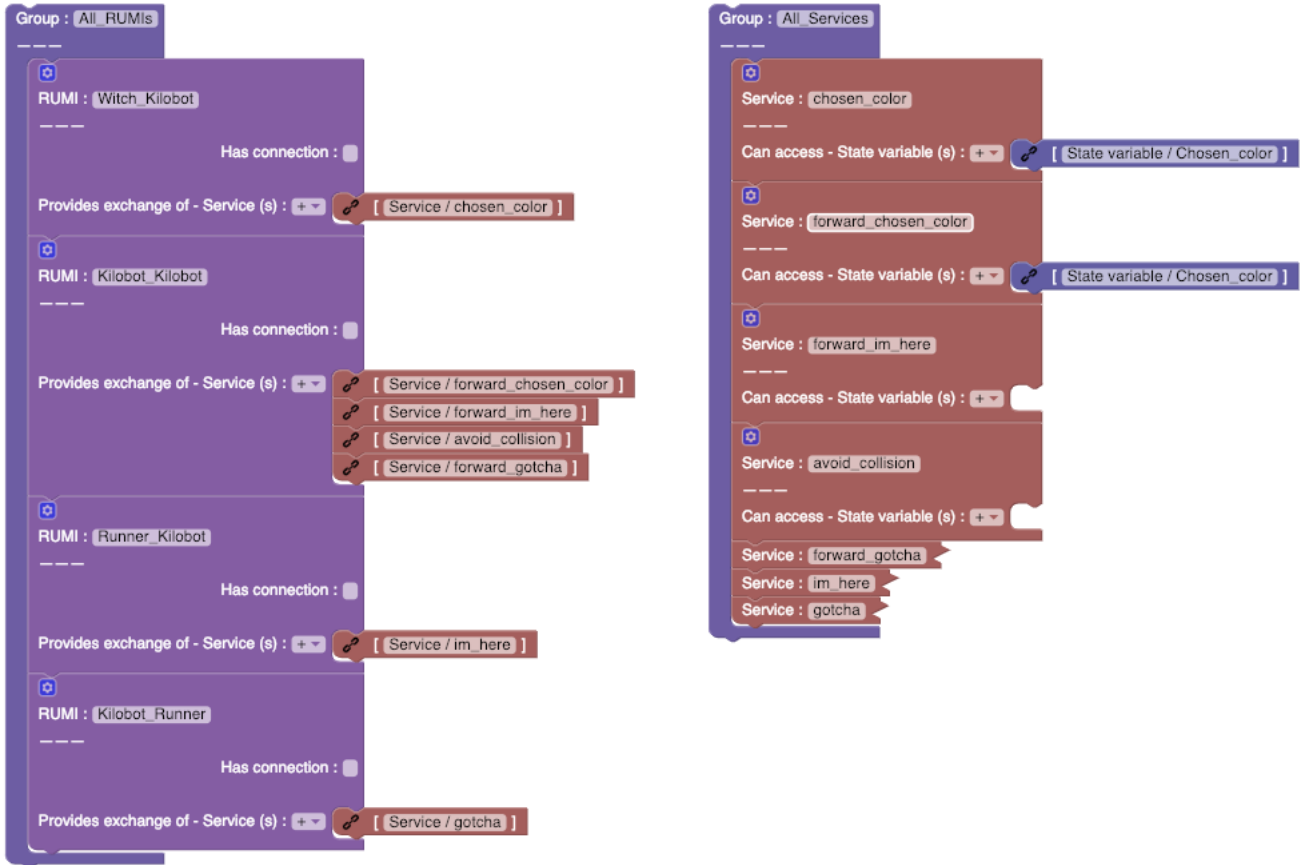 Group : All_RUMIs
———
RUMI : Witch_Kilobot
———
Has connection :
Provides exchange of - Service (s) : + [ Service / chosen_color ]
RUMI : Kilobot_Kilobot
———
Has connection :
Provides exchange of - Service (s) : + [ Service / forward_chosen_color ]
[ Service / forward_im_here ]
[ Service / avoid_collision ]
[ Service / forward_gotcha ]
RUMI : Runner_Kilobot
———
Has connection :
Provides exchange of - Service (s) : + [ Service / im_here ]
RUMI : Kilobot_Runner
———
Has connection :
Provides exchange of - Service (s) : + [ Service / gotcha ]
Group : All_Services
———
Service : chosen_color
———
Can access - State variable (s) : + [ State variable / Chosen_color ]
Service : forward_chosen_color
———
Can access - State variable (s) : + [ State variable / Chosen_color ]
Service : forward_im_here
———
Can access - State variable (s) : +
Service : avoid_collision
———
Can access - State variable (s) : +
Service : forward_gotcha
Service : im_here
Service : gotcha